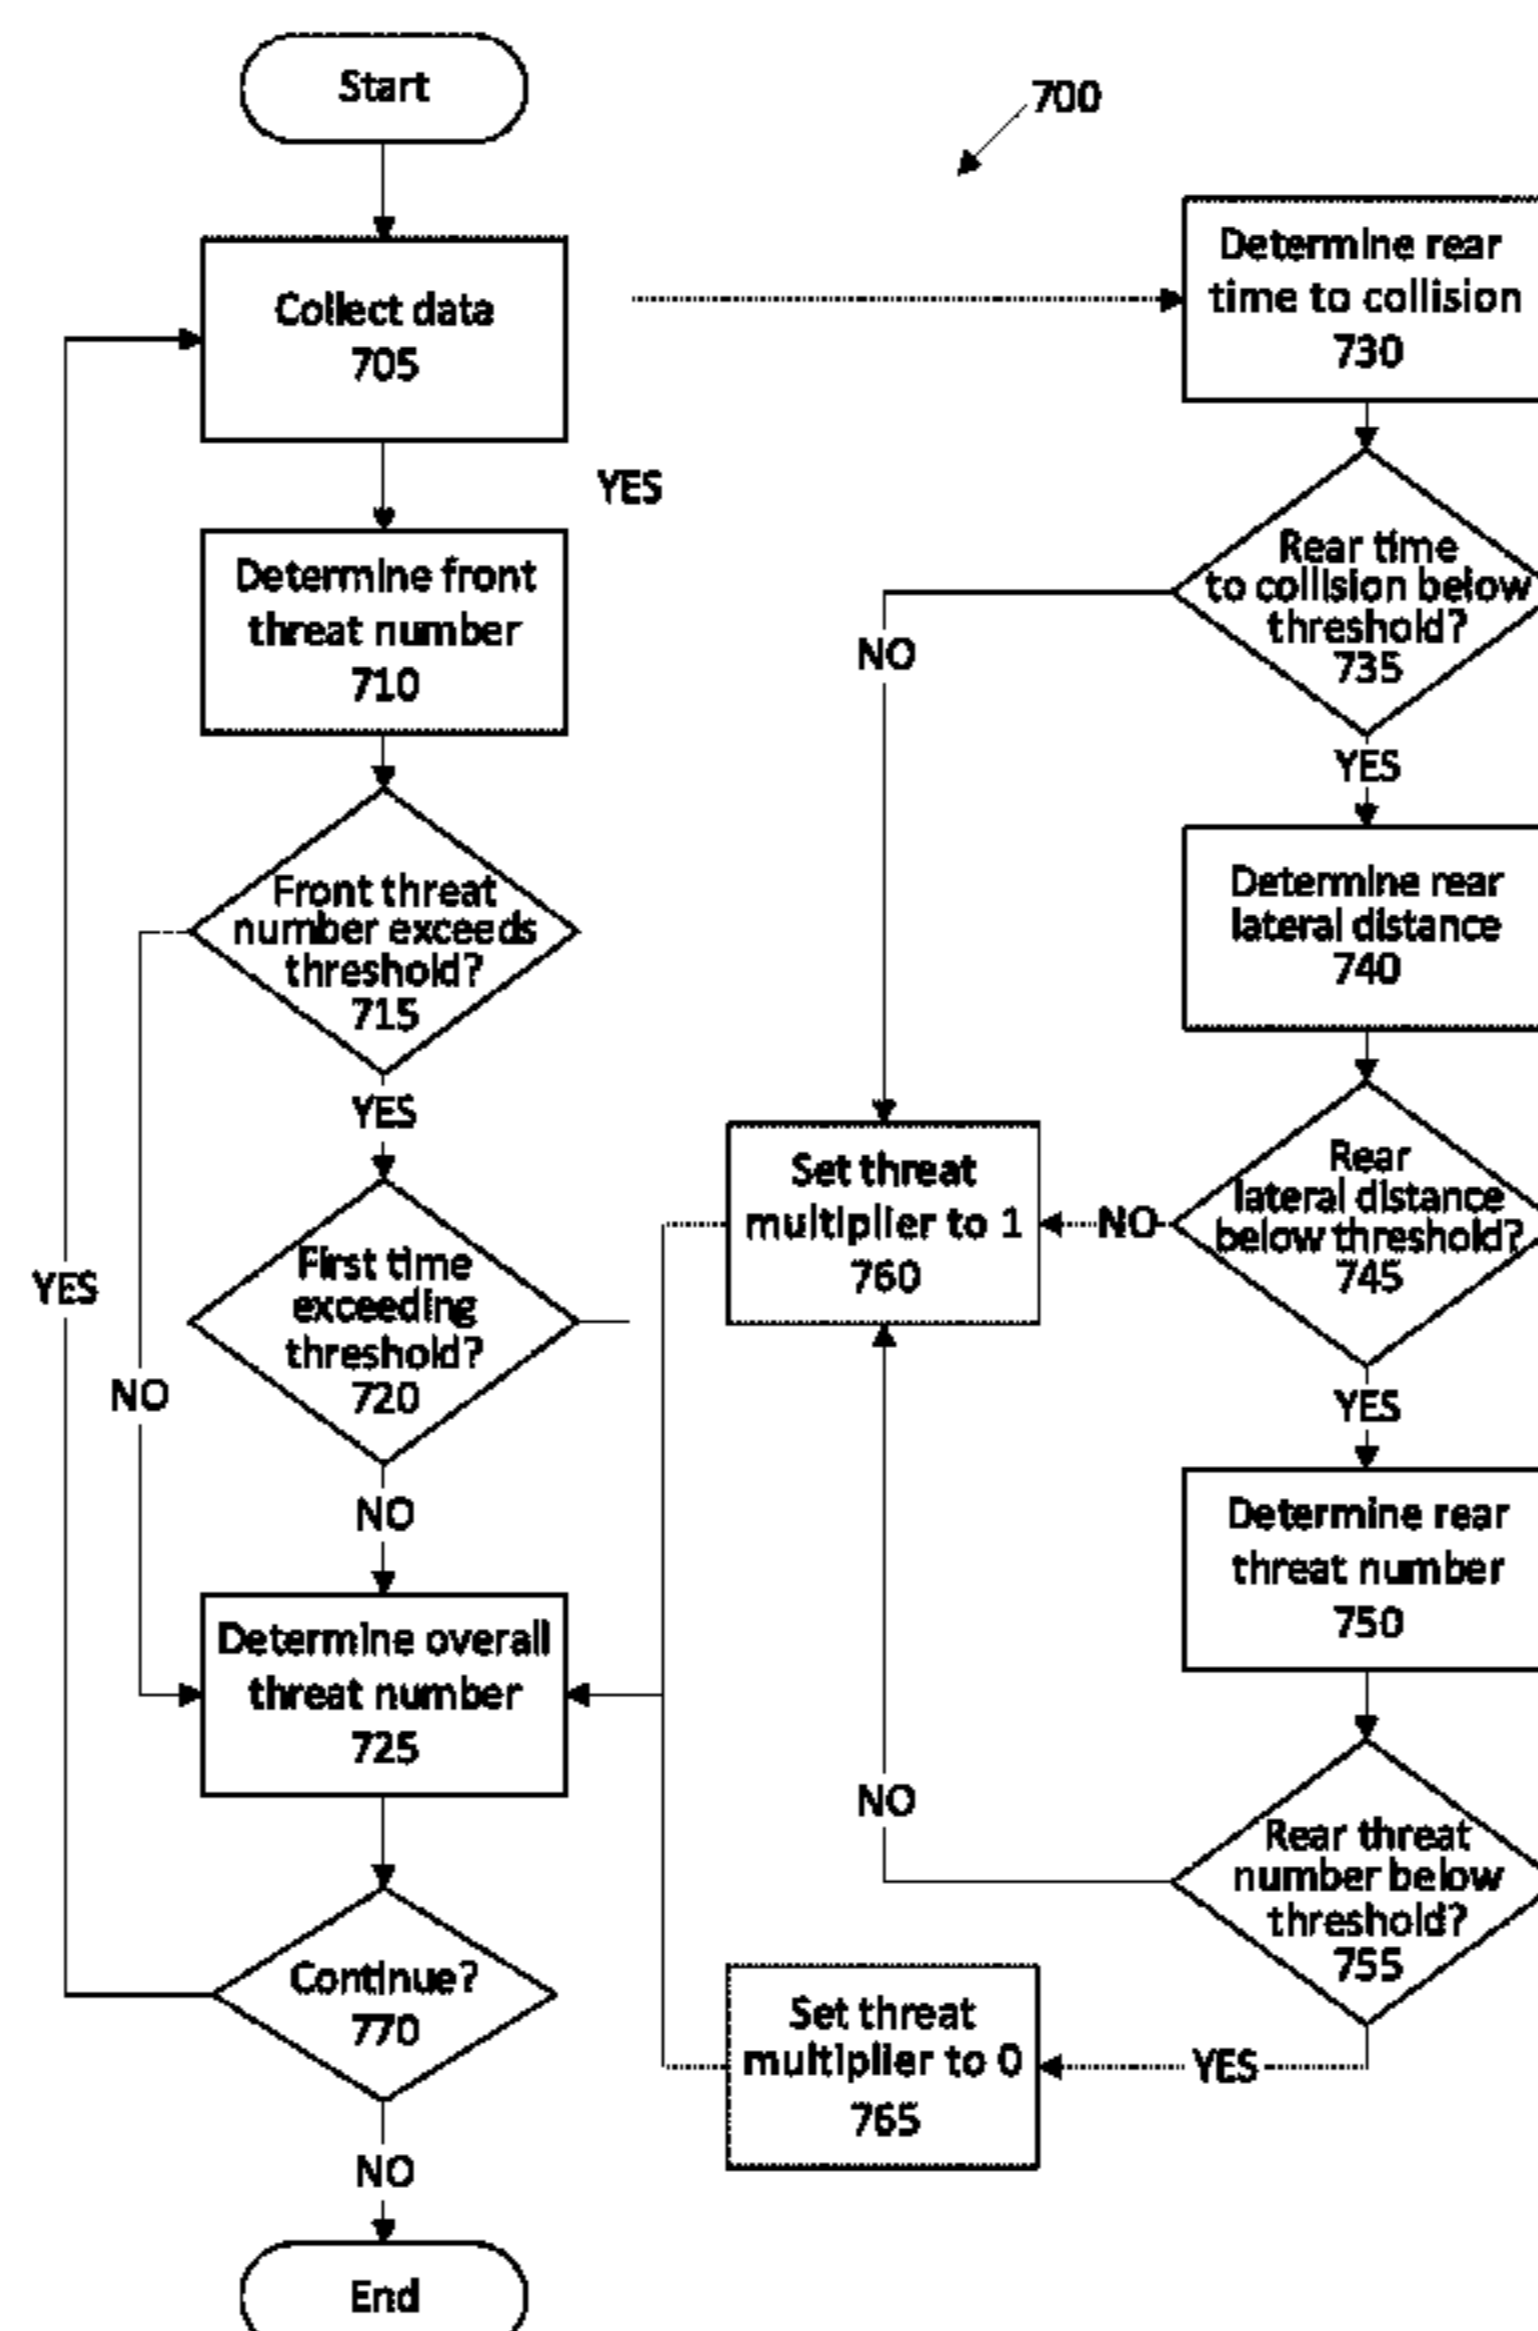 Start
700
Collect data
705
YES
Determine front
threat number
710
Front threat
number exceeds
threshold?
715
YES
First time
exceeding
threshold?
720
YES
NO
NO
Determine overall
threat number
725
Continue?
770
NO
End
Determine rear
time to collision
730
Rear time
to collision below
threshold?
735
NO
YES
Determine rear
lateral distance
740
Rear
lateral distance
below threshold?
745
NO
Set threat
multiplier to 1
760
YES
Determine rear
threat number
750
Rear threat
number below
threshold?
755
NO
YES
Set threat
multiplier to 0
765